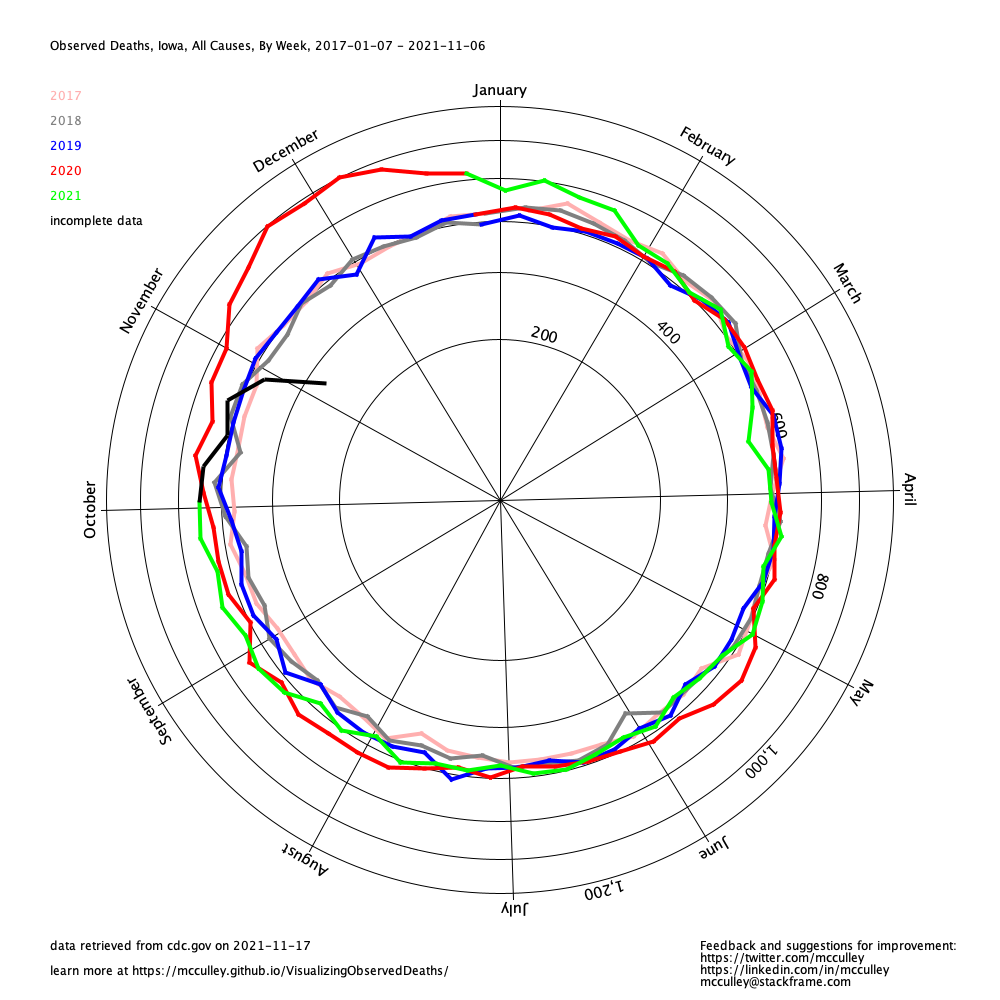 Observed Deaths, Iowa, All Causes, By Week, 2017-01-07 - 2021-11-06
2017
2018
2019
2020
2021
incomplete data
January
February
March
April
May
June
July
August
September
October
November
December
200
400
600
800
1,000
1,200
data retrieved from cdc.gov on 2021-11-17
learn more at https://mcculley.github.io/VisualizingObservedDeaths/
Feedback and suggestions for improvement:
https://twitter.com/mcculley
https://linkedin.com/in/mcculley
mcculley@stackframe.com